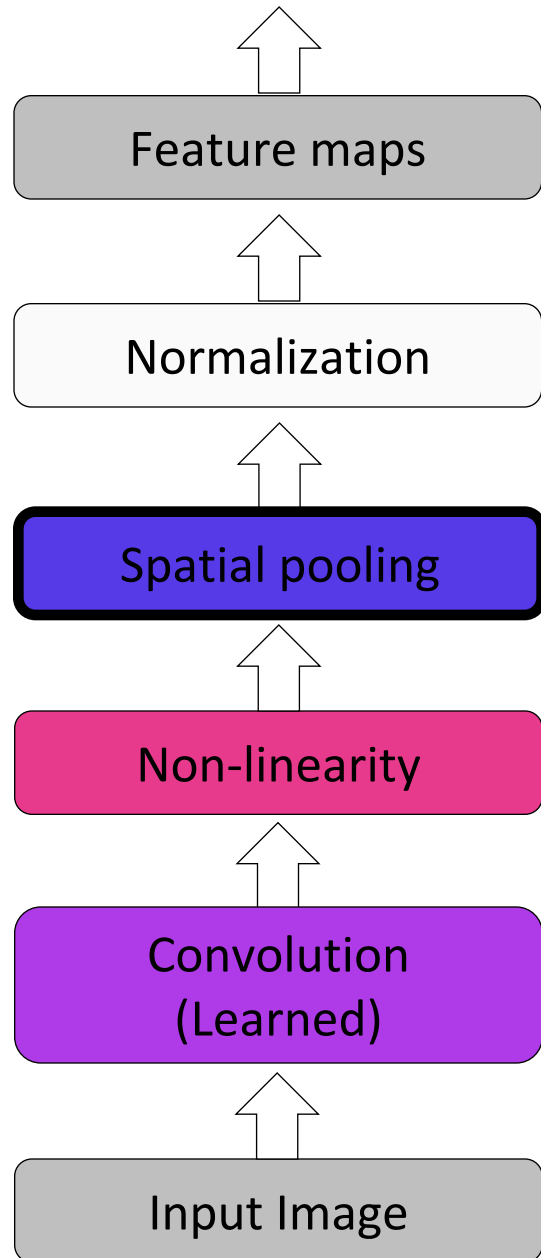 Feature maps
Normalization
Spatial pooling
Non-linearity
Convolution
(Learned)
Input Image